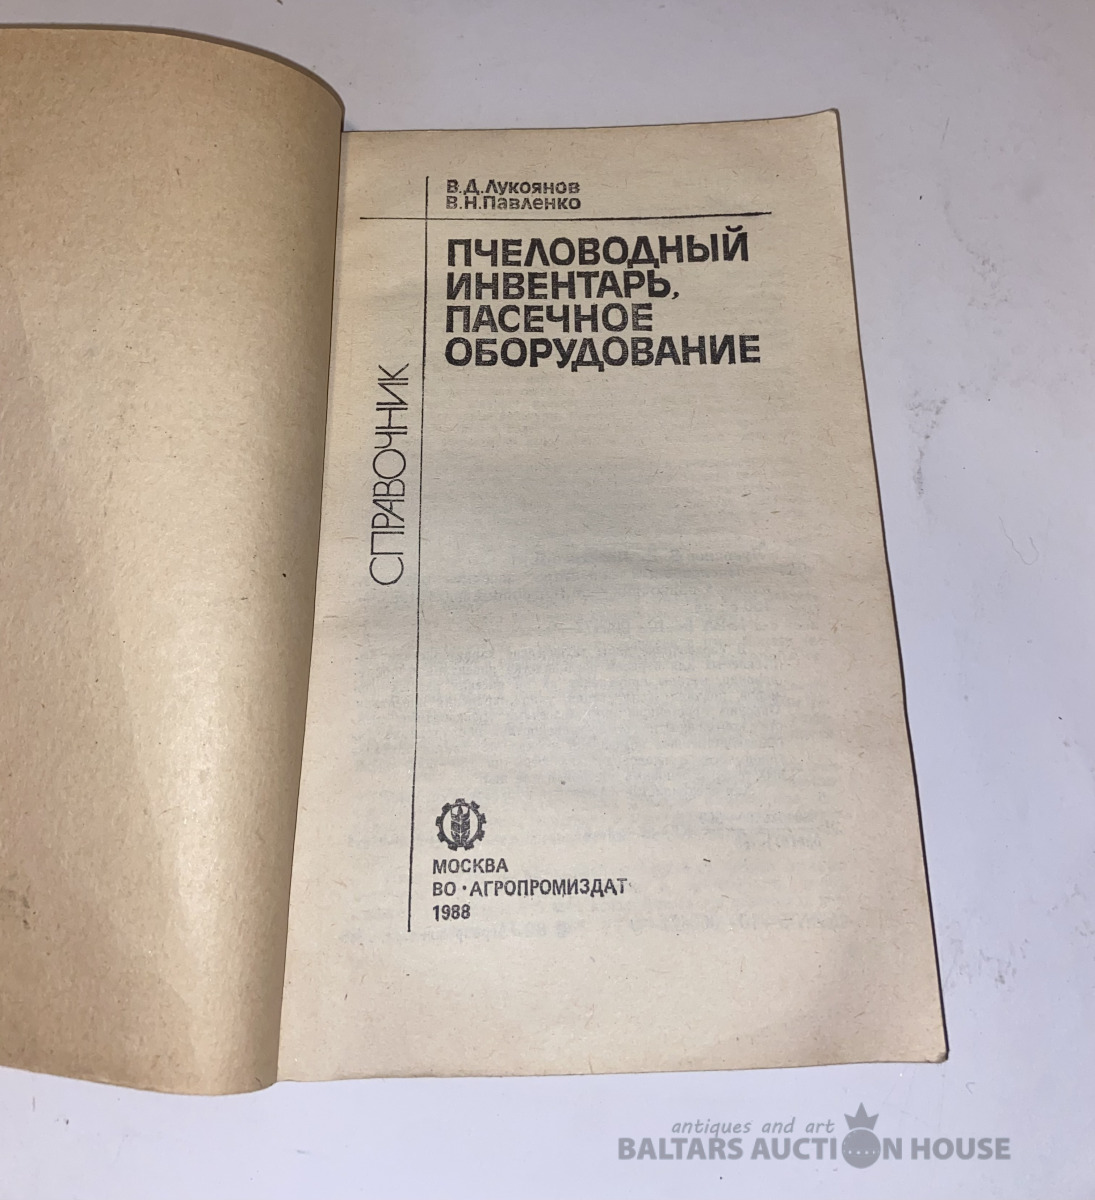 В.Д.Лукоянов
В.Н.Павленко
ПЧЕЛОВОДНЫЙ
ИНВЕНТАРЬ,
ПАСЕЧНОЕ
ОБОРУДОВАНИЕ
СПРАВОЧНИК
МОСКВА
ВО·АГРОПРОМИЗДАТ·
1988
antiques and art
BALTARS AUCTION HOUSE